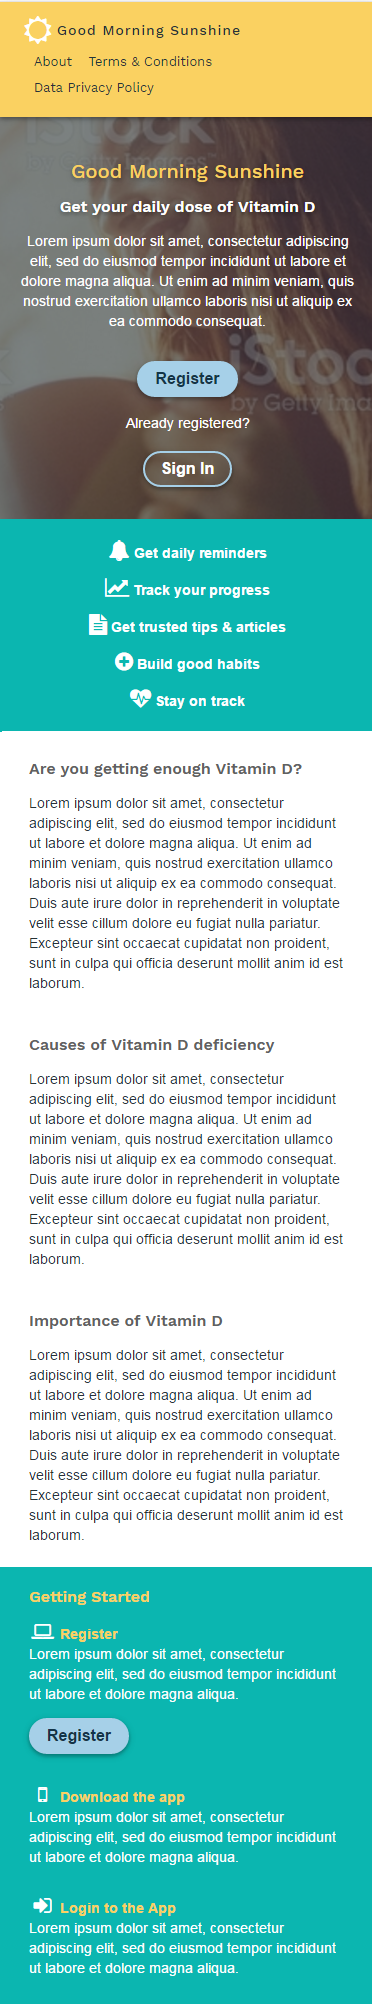 Good Morning Sunshine
About Terms & Conditions
Data Privacy Policy
iStock
by Getty Images
Good Morning Sunshine
Get your daily dose of Vitamin D
Lorem ipsum dolor sit amet, consectetur adipiscing
elit, sed do eiusmod tempor incididunt ut labore et
dolore magna aliqua. Ut enim ad minim veniam, quis
nostrud exercitation ullamco laboris nisi ut aliquip ex
ea commodo consequat.
iStoc
by Getty Ima
Register
Already registered?
Sign In
Get daily reminders
Track your progress
Get trusted tips & articles
Build good habits
Stay on track
Are you getting enough Vitamin D?
Lorem ipsum dolor sit amet, consectetur
adipiscing elit, sed do eiusmod tempor incididunt
ut labore et dolore magna aliqua. Ut enim ad
minim veniam, quis nostrud exercitation ullamco
laboris nisi ut aliquip ex ea commodo consequat.
Duis aute irure dolor in reprehenderit in voluptate
velit esse cillum dolore eu fugiat nulla pariatur.
Excepteur sint occaecat cupidatat non proident,
sunt in culpa qui officia deserunt mollit anim id est
laborum.
Causes of Vitamin D deficiency
Lorem ipsum dolor sit amet, consectetur
adipiscing elit, sed do eiusmod tempor incididunt
ut labore et dolore magna aliqua. Ut enim ad
minim veniam, quis nostrud exercitation ullamco
laboris nisi ut aliquip ex ea commodo consequat.
Duis aute irure dolor in reprehenderit in voluptate
velit esse cillum dolore eu fugiat nulla pariatur.
Excepteur sint occaecat cupidatat non proident,
sunt in culpa qui officia deserunt mollit anim id est
laborum.
Importance of Vitamin D
Lorem ipsum dolor sit amet, consectetur
adipiscing elit, sed do eiusmod tempor incididunt
ut labore et dolore magna aliqua. Ut enim ad
minim veniam, quis nostrud exercitation ullamco
laboris nisi ut aliquip ex ea commodo consequat.
Duis aute irure dolor in reprehenderit in voluptate
velit esse cillum dolore eu fugiat nulla pariatur.
Excepteur sint occaecat cupidatat non proident,
sunt in culpa qui officia deserunt mollit anim id est
laborum.
Getting Started
Register
Lorem ipsum dolor sit amet, consectetur
adipiscing elit, sed do eiusmod tempor incididunt
ut labore et dolore magna aliqua.
Register
Download the app
Lorem ipsum dolor sit amet, consectetur
adipiscing elit, sed do eiusmod tempor incididunt
ut labore et dolore magna aliqua.
Login to the App
Lorem ipsum dolor sit amet, consectetur
adipiscing elit, sed do eiusmod tempor incididunt
ut labore et dolore magna aliqua.